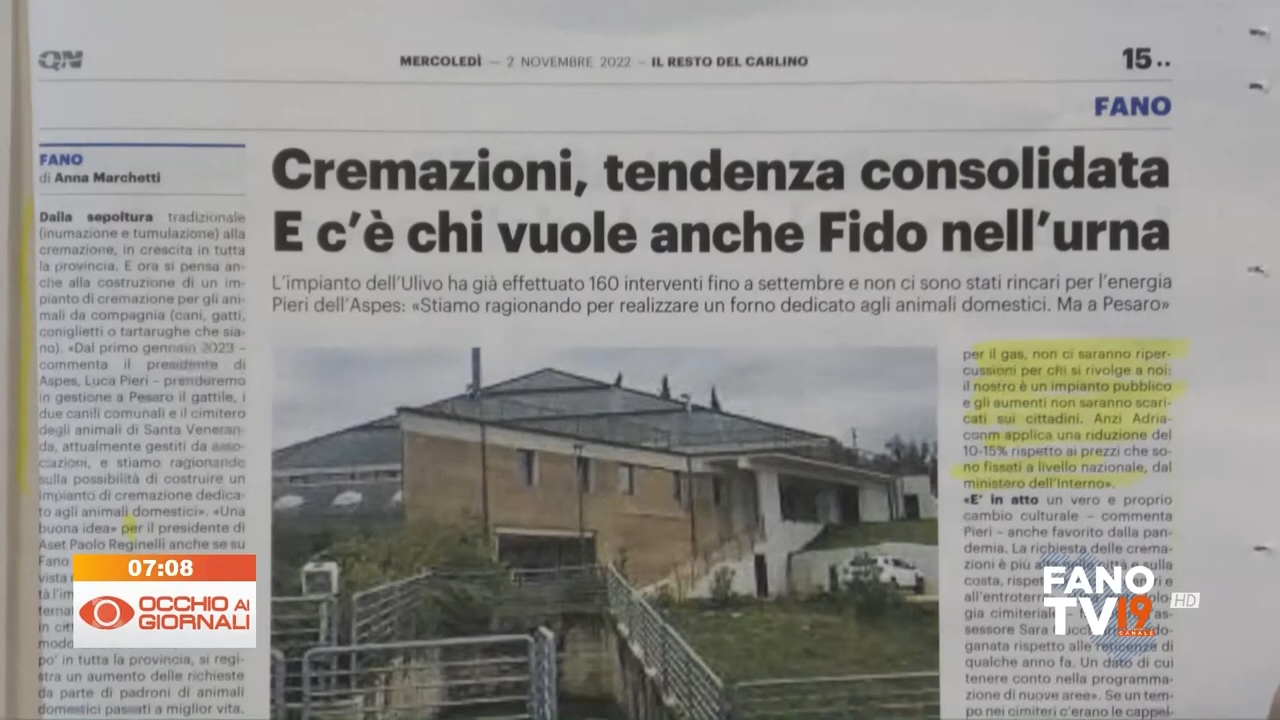 QN
MERCOLEDÌ — 2 NOVEMBRE 2022 — IL RESTO DEL CARLINO
15..
FANO
FANO
di Anna Marchetti
Cremazioni, tendenza consolidata
E c'è chi vuole anche Fido nell'urna
L'impianto dell'Ulivo ha già effettuato 160 interventi fino a settembre e non ci sono stati rincari per l'energia
Pieri dell'Aspes: «Stiamo ragionando per realizzare un forno dedicato agli animali domestici. Ma a Pesaro»
Dalla sepoltura tradizionale
(inumazione e tumulazione) alla
cremazione, in crescita in tutta
la provincia. E ora si pensa an-
che alla costruzione di un im-
pianto di cremazione per gli ani-
mali da compagnia (cani, gatti,
coniglietti o tartarughe che sia-
no). «Dal primo gennaio 2023 –
commenta il presidente di
Aspes, Luca Pieri – prenderemo
in gestione a Pesaro il gattile, i
due canili comunali e il cimitero
degli animali di Santa Veneran-
da, attualmente gestiti da asso-
ciazioni, e stiamo ragionando
sulla possibilità di costruire un
impianto di cremazione dedica-
to agli animali domestici». «Una
buona idea» per il presidente di
Aset Paolo Reginelli anche se su
Fano
vista
tà l'im
ternat
in citt
modo
po' in tutta la provincia, si regi-
stra un aumento delle richieste
da parte di padroni di animali
domestici passati a miglior vita.
per il gas, non ci saranno riper-
cussioni per chi si rivolge a noi:
il nostro è un impianto pubblico
e gli aumenti non saranno scari-
cati sui cittadini. Anzi Adria-
conm applica una riduzione del
10-15% rispetto ai prezzi che so-
no fissati a livello nazionale, dal
ministero dell'Interno».
«E' in atto un vero e proprio
cambio culturale – commenta
Pieri – anche favorito dalla pan-
demia. La richiesta delle crema-
zioni è più a
sulla
costa, rispet
all'entroterr
gia cimiteriale
sessore Sara
ganata rispetto alle reticenze di
qualche anno fa. Un dato di cui
tenere conto nella programma-
zione di nuove aree». Se un tem-
po nei cimiteri c'erano le cappel-
07:08
OCCHIO AI
GIORNALI
FANO
TV19 HD
CANALE